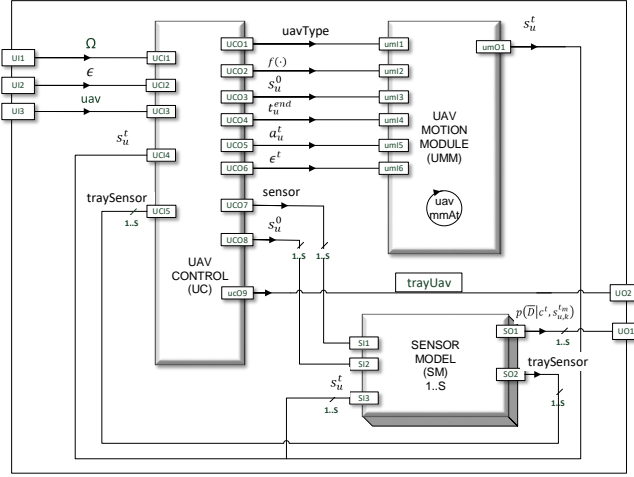 UI1
Ω
UCI1
UI2
ϵ
UCI2
UI3
uav
UCI3
s_u^t
UCI4
traySensor
1..S
UCI5
UAV
CONTROL
(UC)
UCO1
uavType
umI1
UCO2
f(·)
umI2
UCO3
s_u^0
umI3
UCO4
t_u^{end}
umI4
UCO5
a_u^t
umI5
UCO6
ϵ^t
umI6
UAV
MOTION
MODULE
(UMM)
uav
mmAt
umO1
s_u^t
UCO7
sensor
UCO8
s_u^0
1..S
1..S
ucO9
trayUav
UO2
SI1
SI2
s_u^t
1..S
SI3
SENSOR
MODEL
(SM)
1..S
p(D̅|c^t, s_{u,k}^{t_m})
SO1
1..S
UO1
SO2
traySensor
1..S